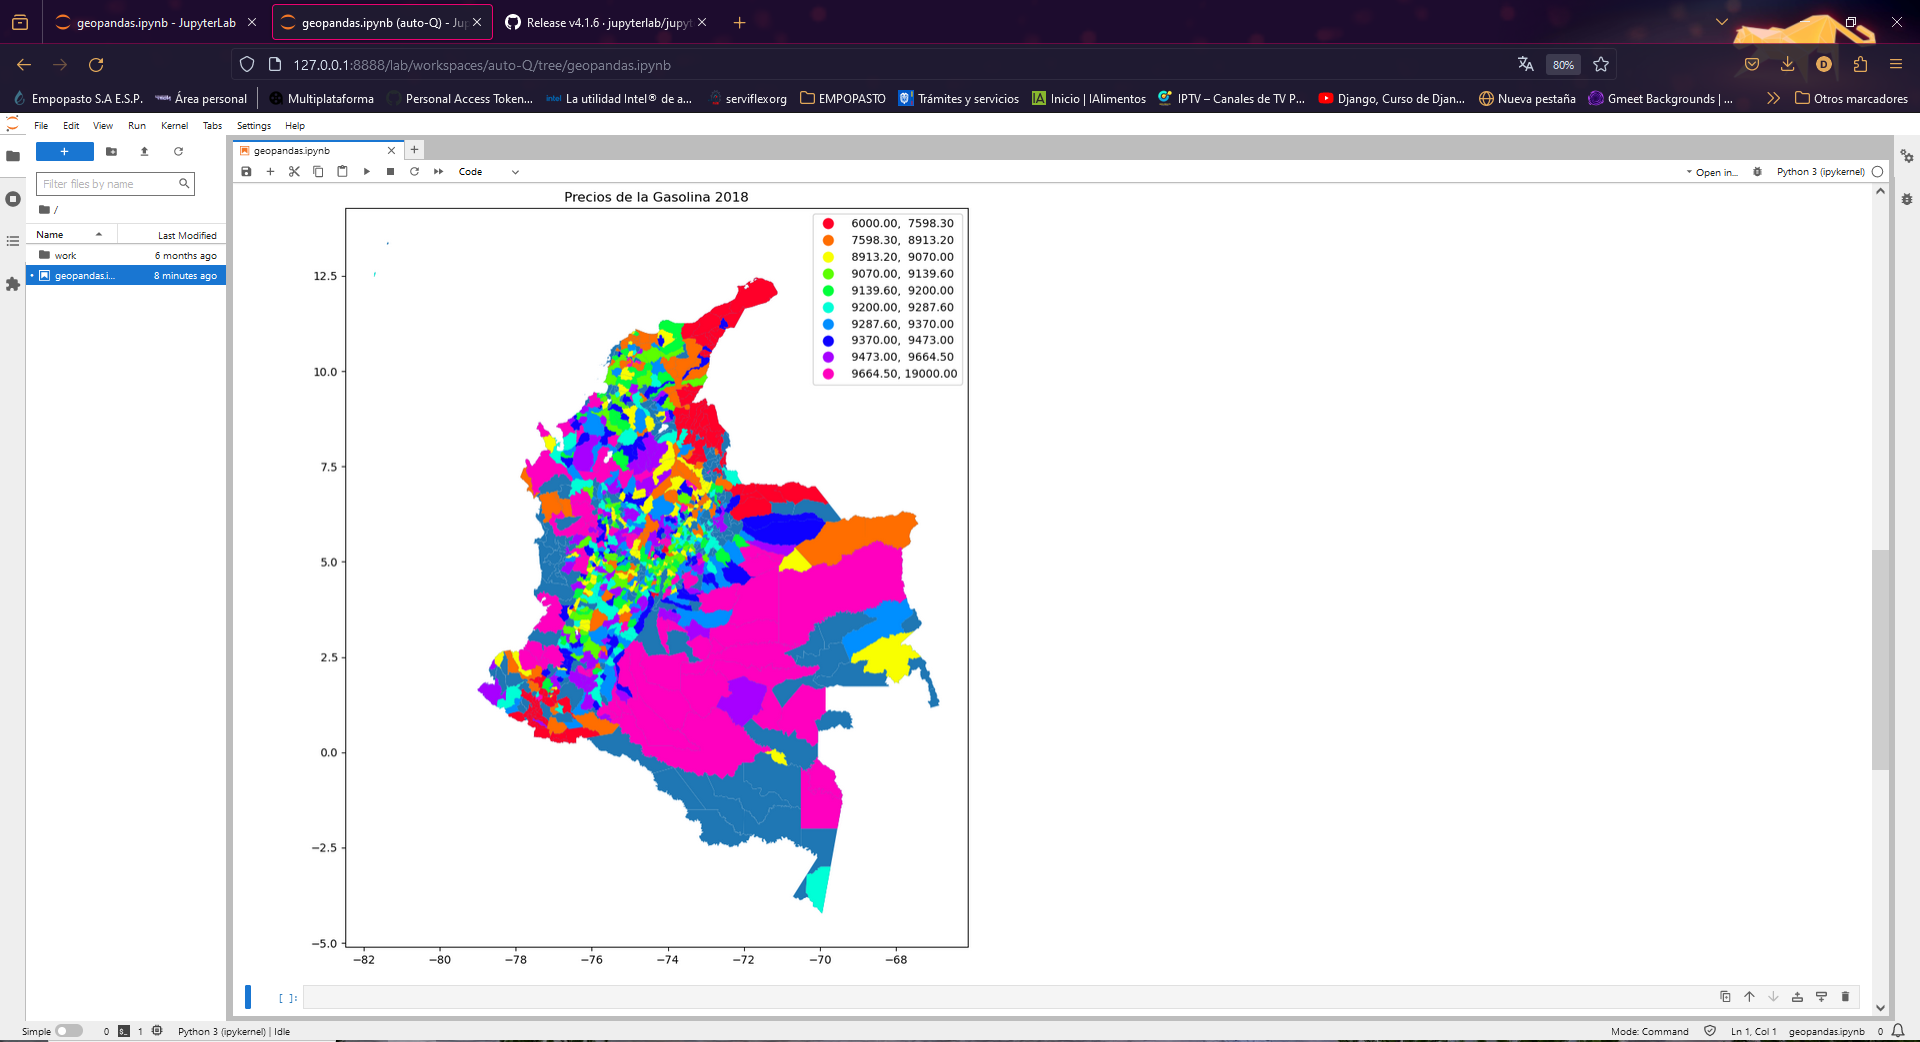 geopandas.ipynb - JupyterLab
geopandas.ipynb (auto-Q) - Jup
Release v4.1.6 · jupyterlab/jupyt
127.0.0.1:8888/lab/workspaces/auto-Q/tree/geopandas.ipynb
80%
D
Empopasto S.A E.S.P.
Área personal
Multiplataforma
Personal Access Token...
intel
La utilidad Intel® de a...
serviflexorg
EMPOPASTO
Trámites y servicios
IA
Inicio | IAlimentos
IPTV – Canales de TV P...
Django, Curso de Djan...
Nueva pestaña
Gmeet Backgrounds | ...
Otros marcadores
File Edit View Run Kernel Tabs Settings Help
Filter files by name
/
Name Last Modified
work 6 months ago
geopandas.i... 8 minutes ago
geopandas.ipynb
Code
Open in...
Python 3 (ipykernel)
Precios de la Gasolina 2018
6000.00, 7598.30
7598.30, 8913.20
8913.20, 9070.00
9070.00, 9139.60
9139.60, 9200.00
9200.00, 9287.60
9287.60, 9370.00
9370.00, 9473.00
9473.00, 9664.50
9664.50, 19000.00
12.5
10.0
7.5
5.0
2.5
0.0
−2.5
−5.0
−82 −80 −78 −76 −74 −72 −70 −68
[ ]:
Simple 0 1 Python 3 (ipykernel) | Idle
Mode: Command Ln 1, Col 1 geopandas.ipynb 0